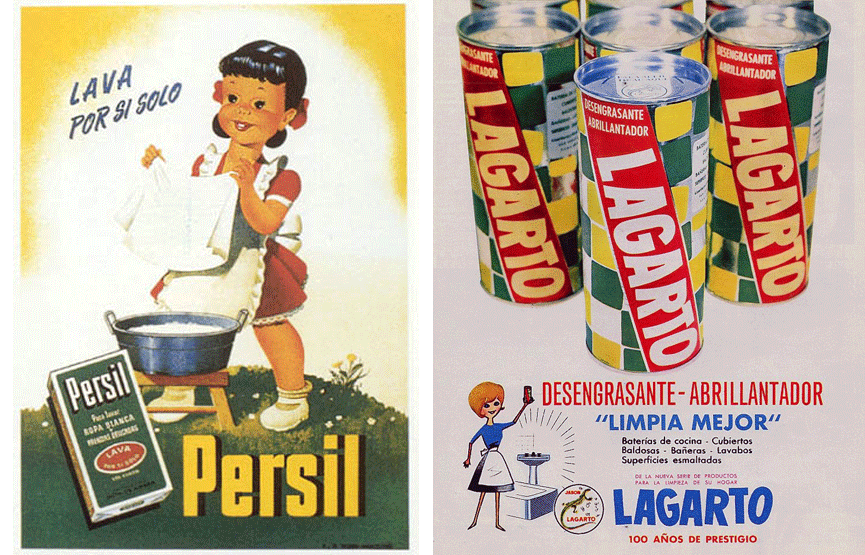 LAVA
POR SI SOLO
Persil
Para lavar
ROPA BLANCA
Y
PRENDAS DELICADAS
LAVA
POR SI SOLO
Persil
DESENGRASANTE
ABRILLANTADOR
LAGARTO
DESENGRASANTE
ABRILLANTADOR
LAGARTO
DESENGRASANTE
ABRILLANTADOR
LAGARTO
DESENGRASANTE-ABRILLANTADOR
"LIMPIA MEJOR"
Baterías de cocina - Cubiertos
Baldosas - Bañeras - Lavabos
Superficies esmaltadas
DE LA NUEVA SERIE DE PRODUCTOS
PARA LA LIMPIEZA DE SU HOGAR
JABON
LAGARTO
LAGARTO
100 AÑOS DE PRESTIGIO